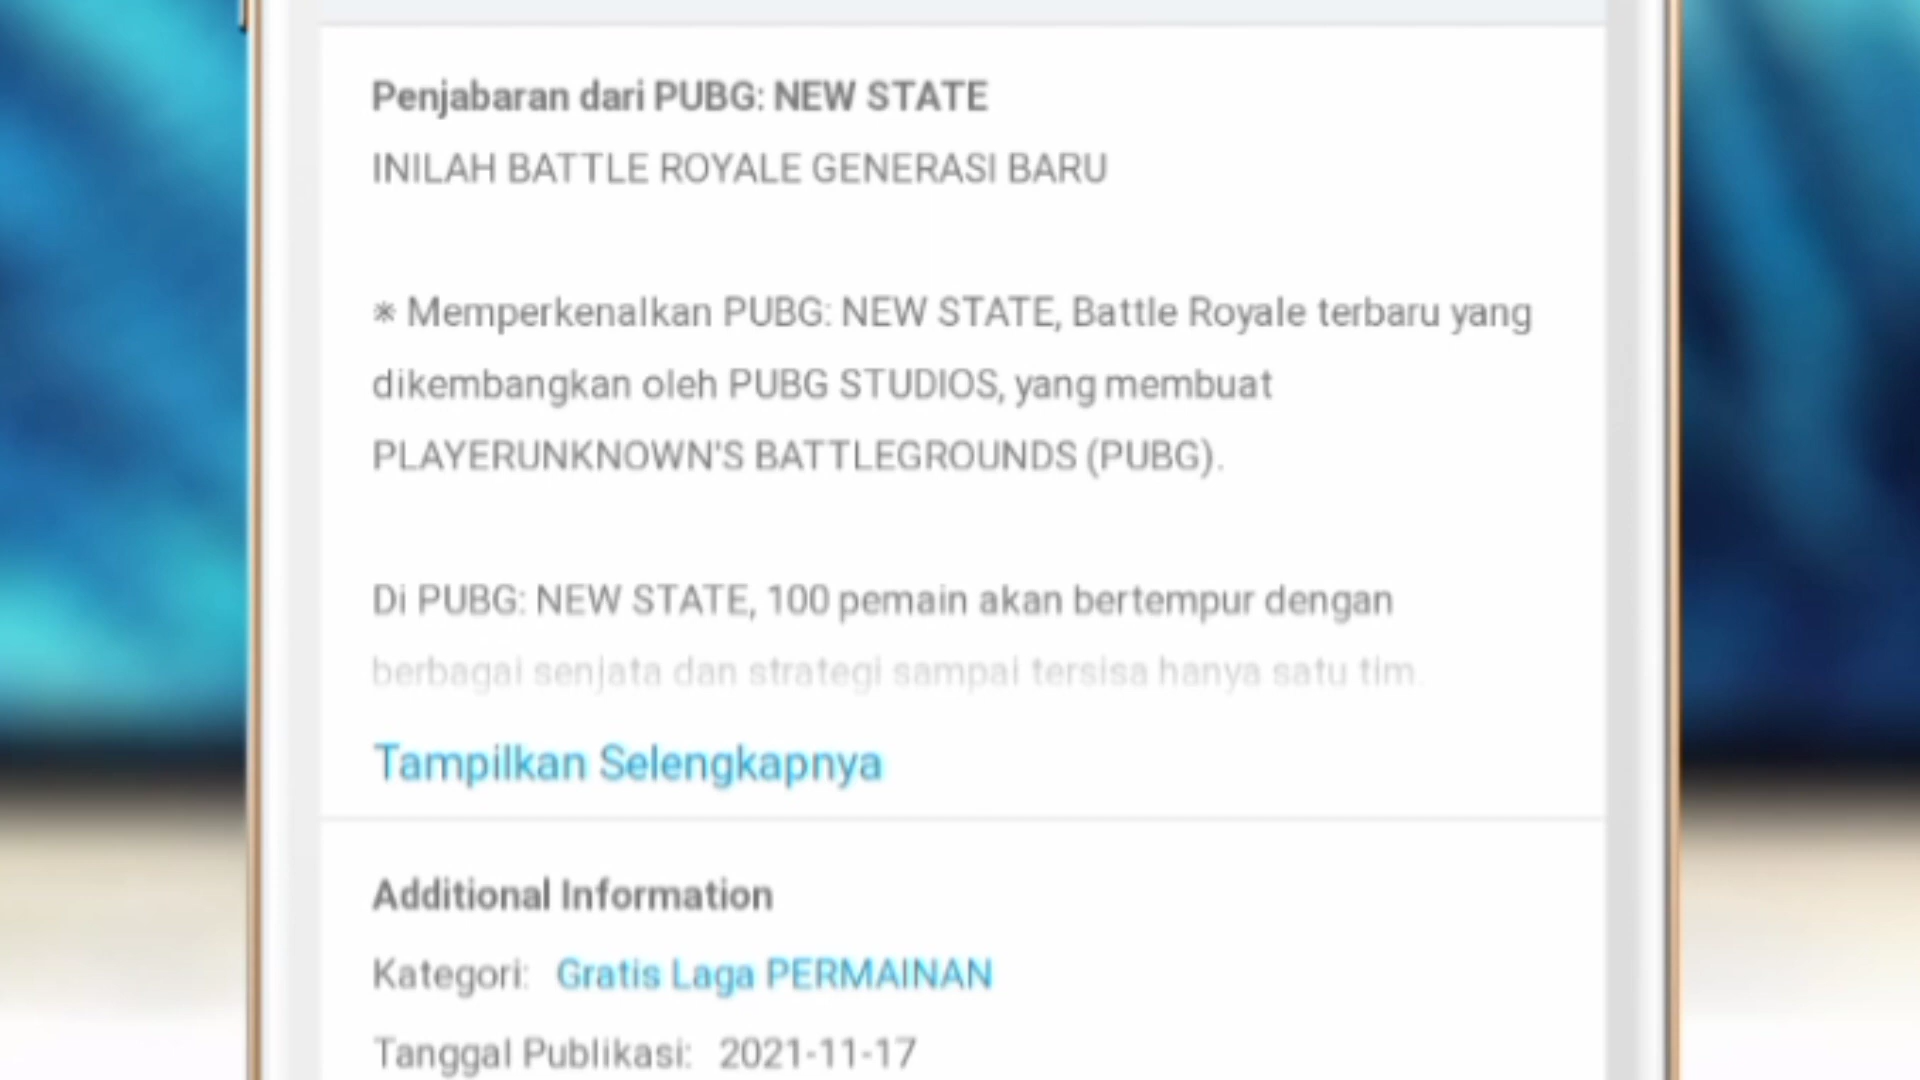 Penjabaran dari PUBG: NEW STATE
INILAH BATTLE ROYALE GENERASI BARU
※ Memperkenalkan PUBG: NEW STATE, Battle Royale terbaru yang
dikembangkan oleh PUBG STUDIOS, yang membuat
PLAYERUNKNOWN'S BATTLEGROUNDS (PUBG).
Di PUBG: NEW STATE, 100 pemain akan bertempur dengan
berbagai senjata dan strategi sampai tersisa hanya satu tim.
Tampilkan Selengkapnya
Additional Information
Kategori: Gratis Laga PERMAINAN
Tanggal Publikasi: 2021-11-17